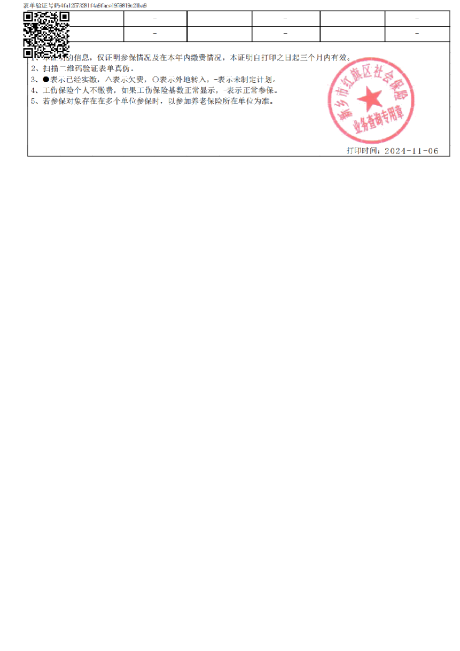 表单验证号码
- - -
- - -
的信息，仅证明参保情况及在本年内缴费情况，本证明自打印之日起三个月内有效。
2、扫描二维码验证表单真伪。
3、●表示已经实缴，△表示欠费，○表示外地转入，-表示未制定计划。
4、工伤保险个人不缴费，如果工伤保险基数正常显示，-表示正常参保。
5、若参保对象存在在多个单位参保时，以参加养老保险所在单位为准。
新乡市红旗区社会保险
业务查询专用章
打印时间：2024-11-06